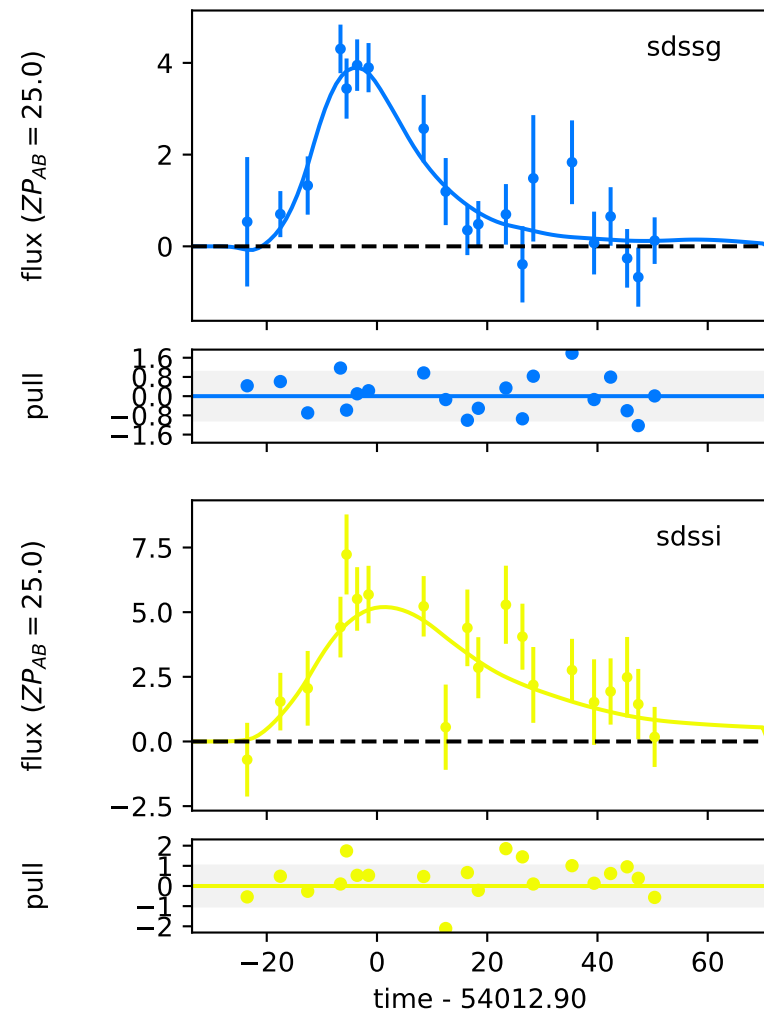 sdssg
flux (ZP_AB = 25.0)
4
2
0
pull
1.6
0.8
0.0
−0.8
−1.6
sdssi
flux (ZP_AB = 25.0)
7.5
5.0
2.5
0.0
−2.5
pull
2
1
0
−1
−2
−20 0 20 40 60
time - 54012.90